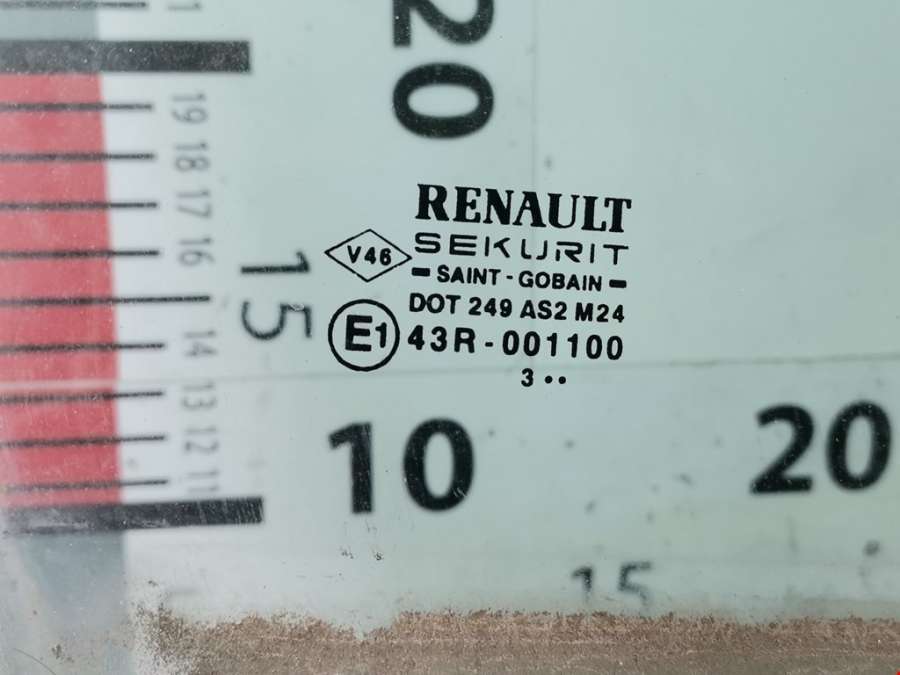 20
19
18
17
16
15
14
13
12
11
RENAULT
SEKURIT
V46
SAINT-GOBAIN
DOT 249 AS2 M24
E1 43R-001100
3 ••
10
20
15